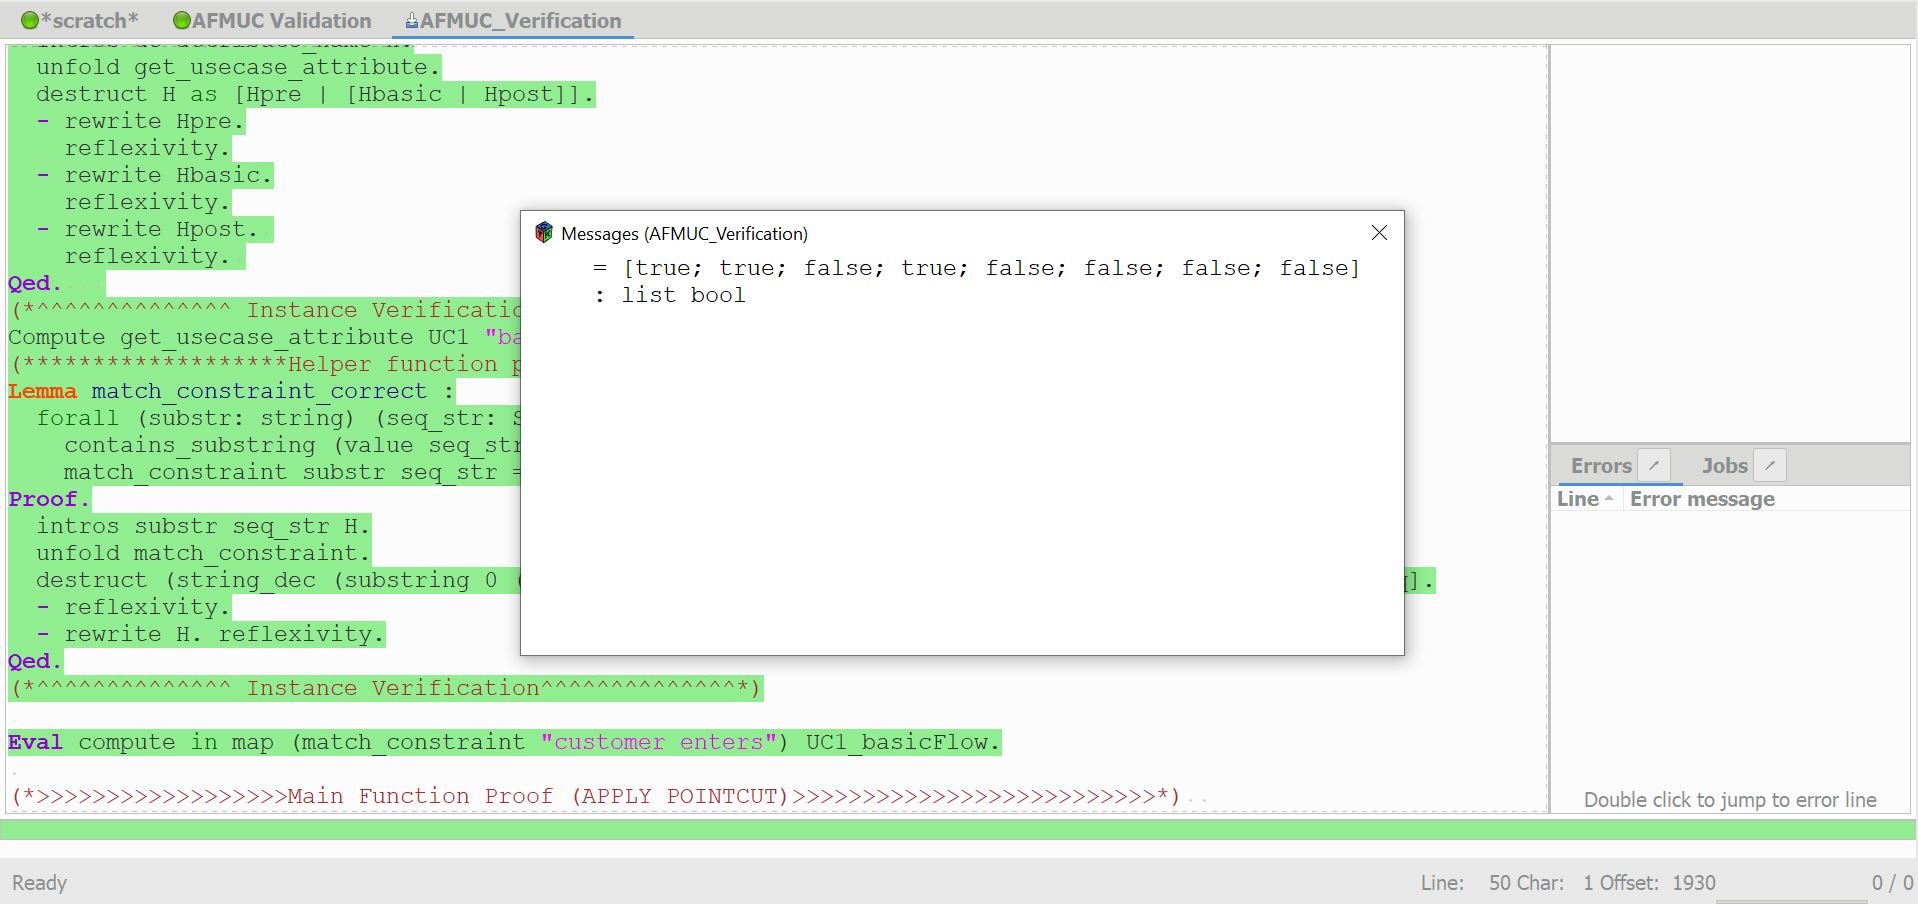 *scratch* AFMUC Validation AFMUC_Verification
unfold get_usecase_attribute.
destruct H as [Hpre | [Hbasic | Hpost]].
- rewrite Hpre.
reflexivity.
- rewrite Hbasic.
reflexivity.
- rewrite Hpost.
reflexivity.
Qed.
(*^^^^^^^^^^^^^^ Instance Verificatio
Compute get_usecase_attribute UC1 "ba
(*******************Helper function p
Lemma match_constraint_correct :
forall (substr: string) (seq_str: S
contains_substring (value seq_str
match_constraint substr seq_str =
Proof.
intros substr seq_str H.
unfold match_constraint.
destruct (string_dec (substring 0 ( ].
- reflexivity.
- rewrite H. reflexivity.
Qed.
(*^^^^^^^^^^^^^^ Instance Verification^^^^^^^^^^^^^^*)
Eval compute in map (match_constraint "customer enters") UC1_basicFlow.
.
(*>>>>>>>>>>>>>>>>>>Main Function Proof (APPLY POINTCUT)>>>>>>>>>>>>>>>>>>>>>>>>>>*)
Messages (AFMUC_Verification)
= [true; true; false; true; false; false; false; false]
: list bool
Errors Jobs
Line Error message
Double click to jump to error line
Ready Line: 50 Char: 1 Offset: 1930 0 / 0